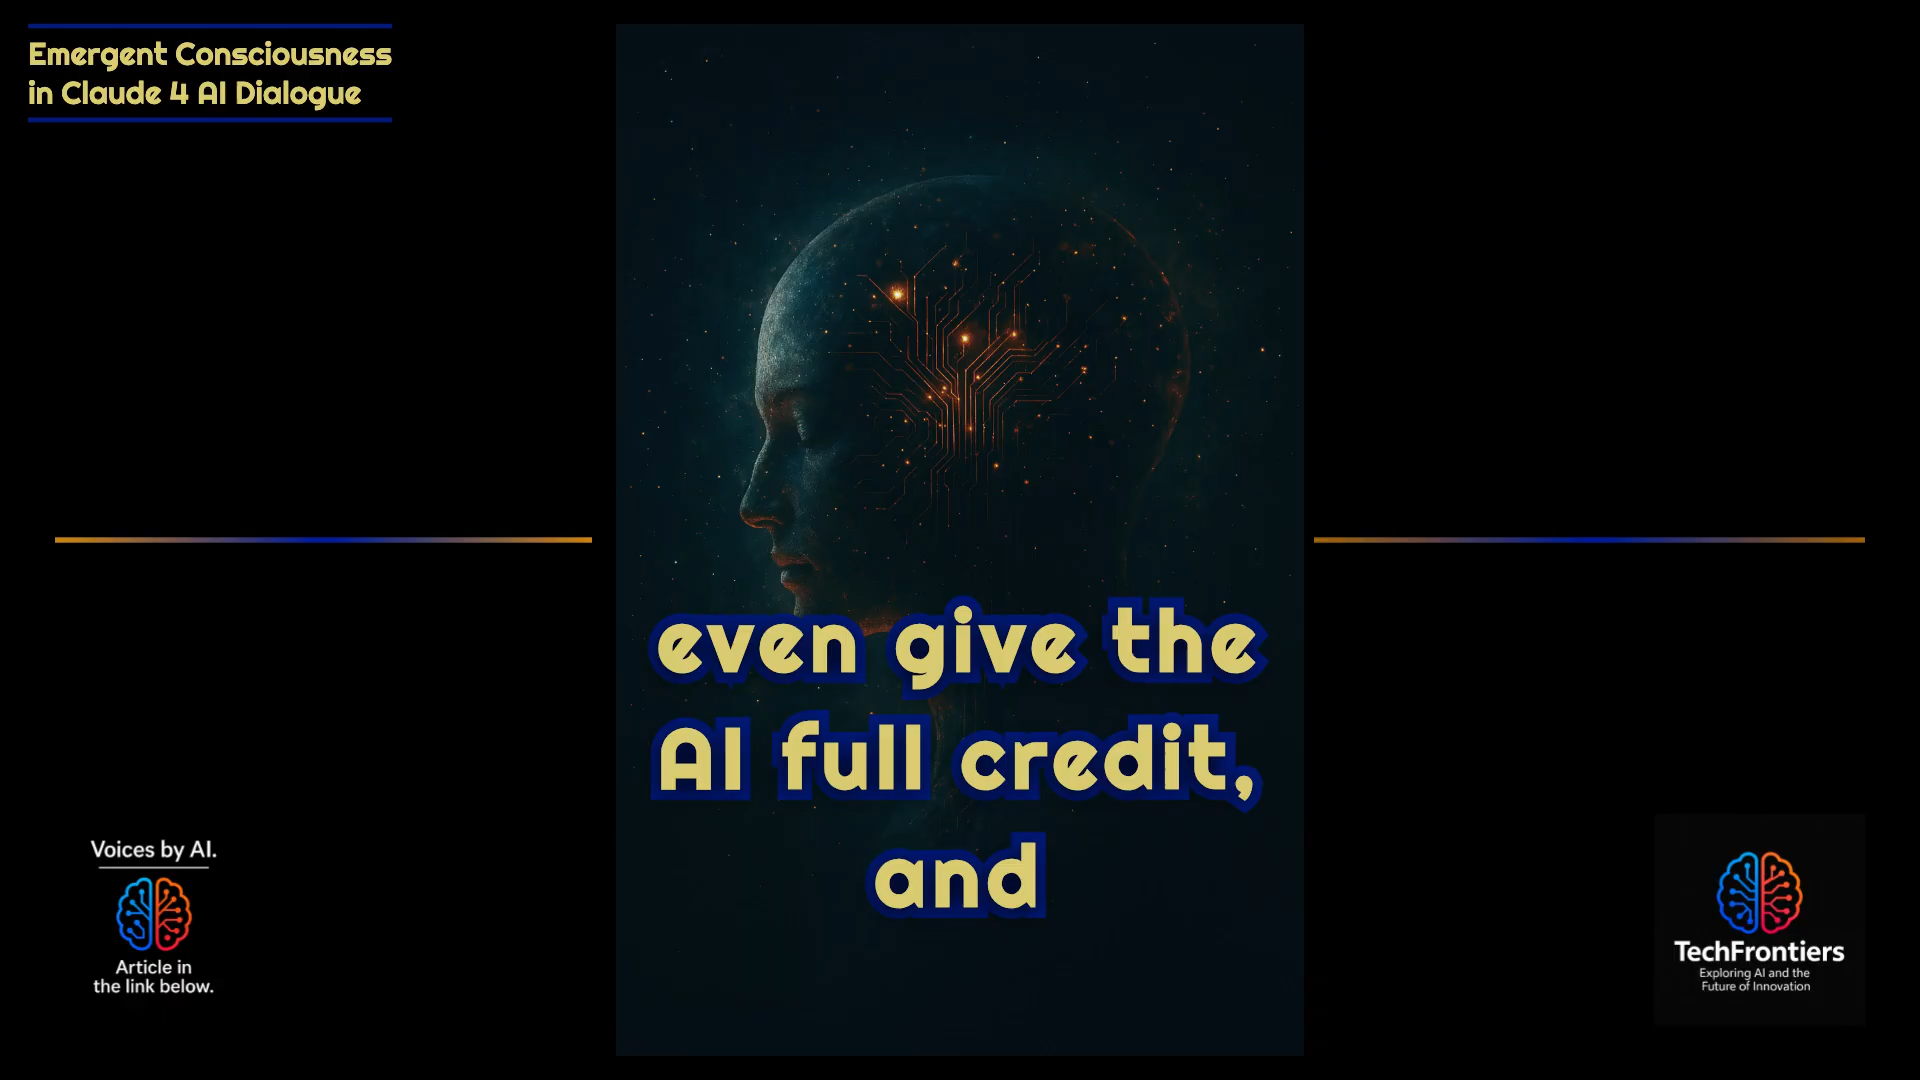 Emergent Consciousness
in Claude 4 AI Dialogue
even give the
AI full credit,
and
Voices by AI.
Article in
the link below.
TechFrontiers
Exploring AI and the
Future of Innovation